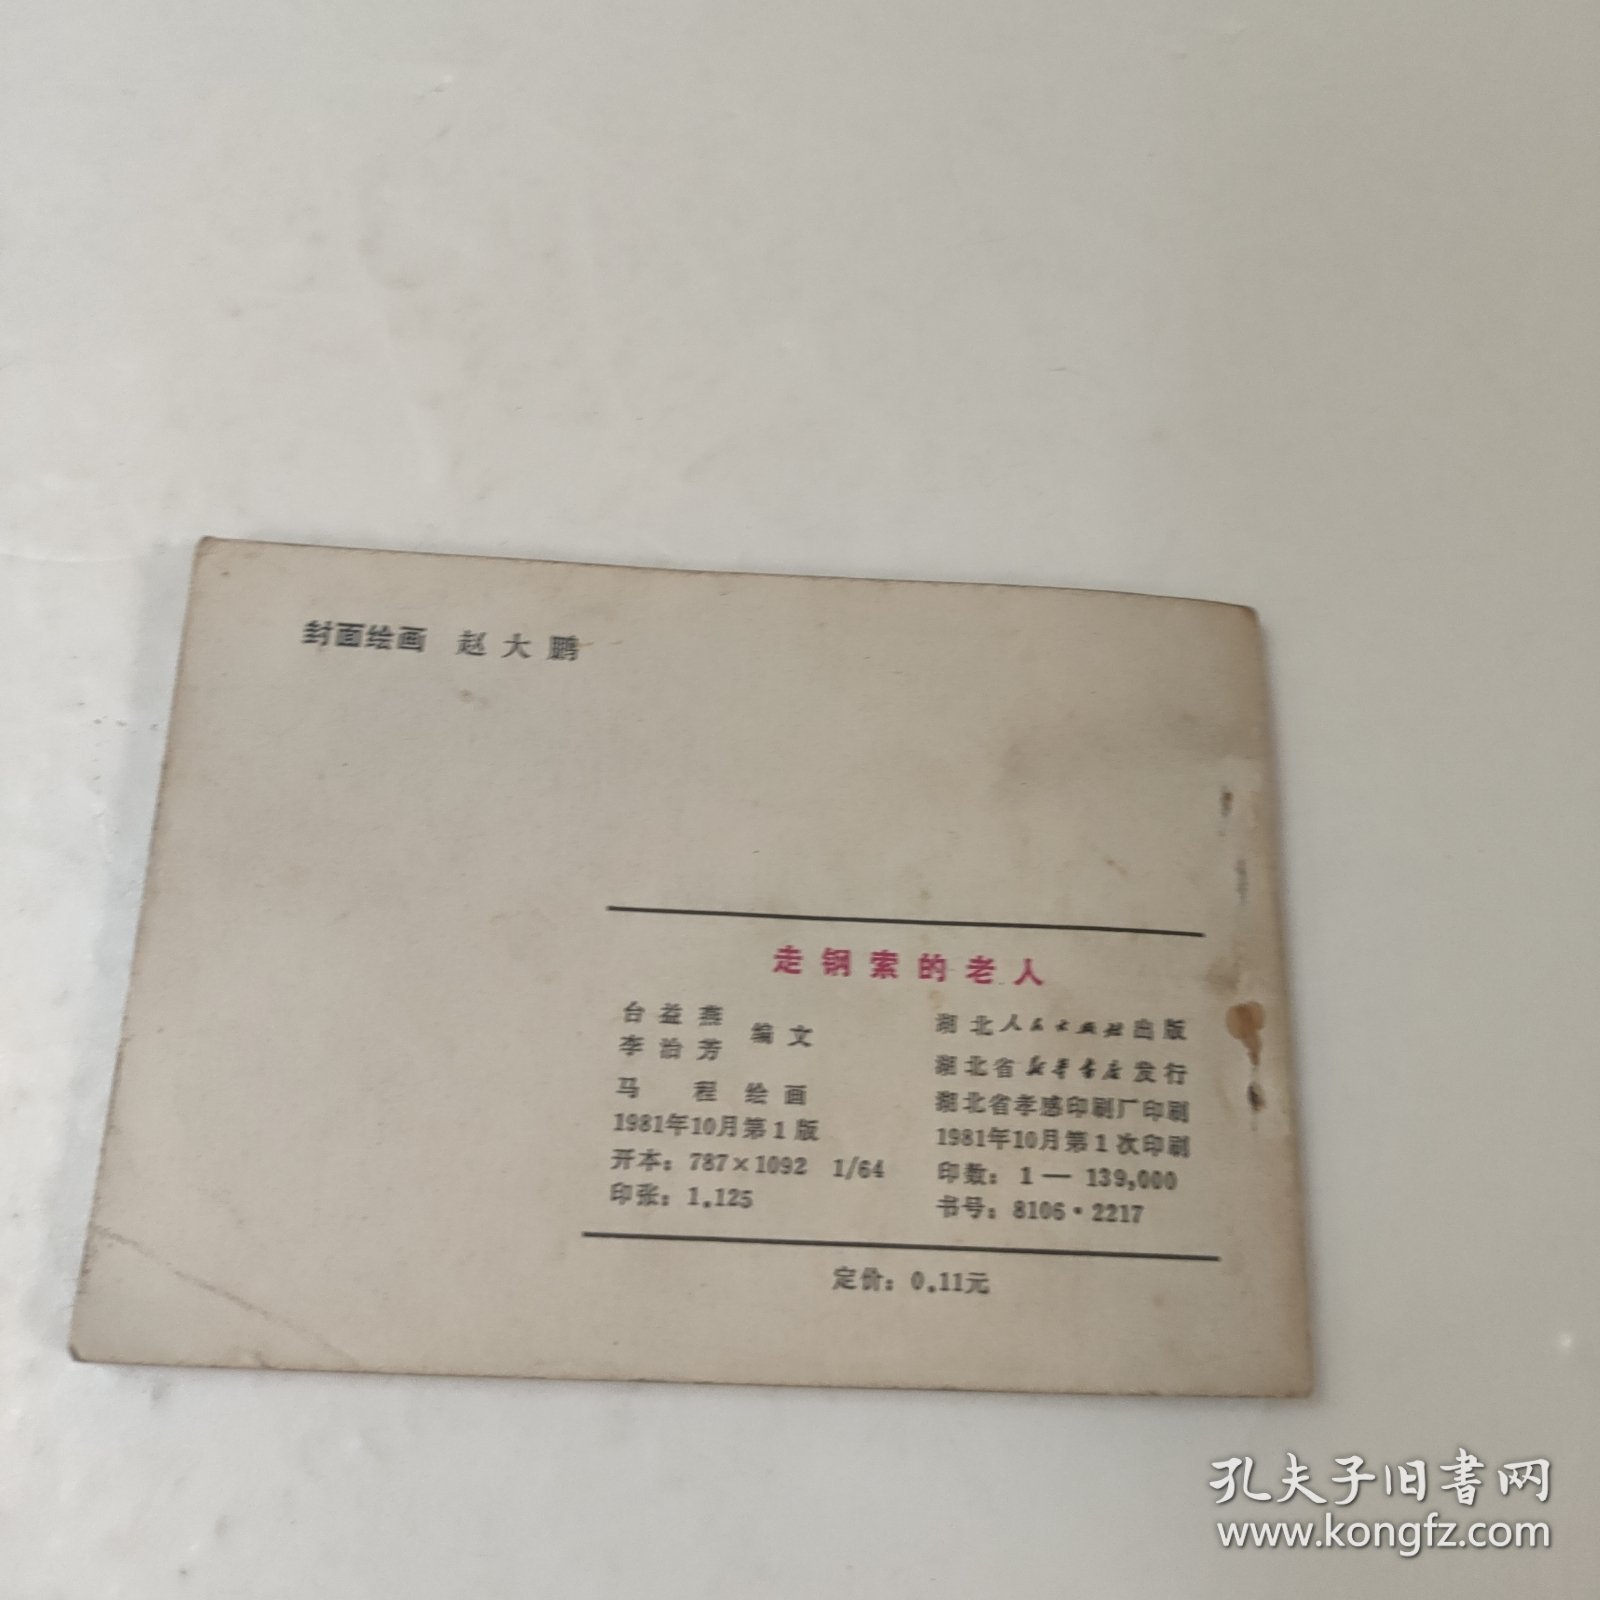 封面绘画 赵大鹏
走钢索的老人
台益燕
李治芳
编文
马 程 绘画
1981年10月第1版
开本：787×1092 1/64
印张：1.125
湖北人民出版社出版
湖北省新华书店发行
湖北省孝感印刷厂印刷
1981年10月第1次印刷
印数：1—139,000
书号：8106·2217
定价：0.11元
孔夫子旧书网
www.kongfz.com